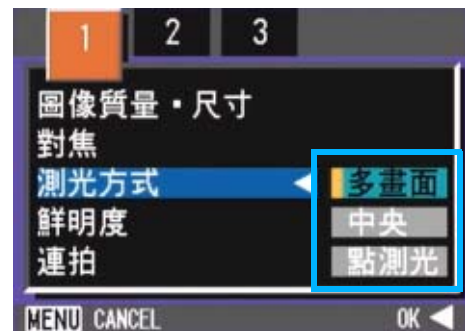 1 2 3
圖像質量・尺寸
對焦
測光方式 ◀ 多畫面
鮮明度 中央
連拍 點測光
MENU CANCEL OK ◀